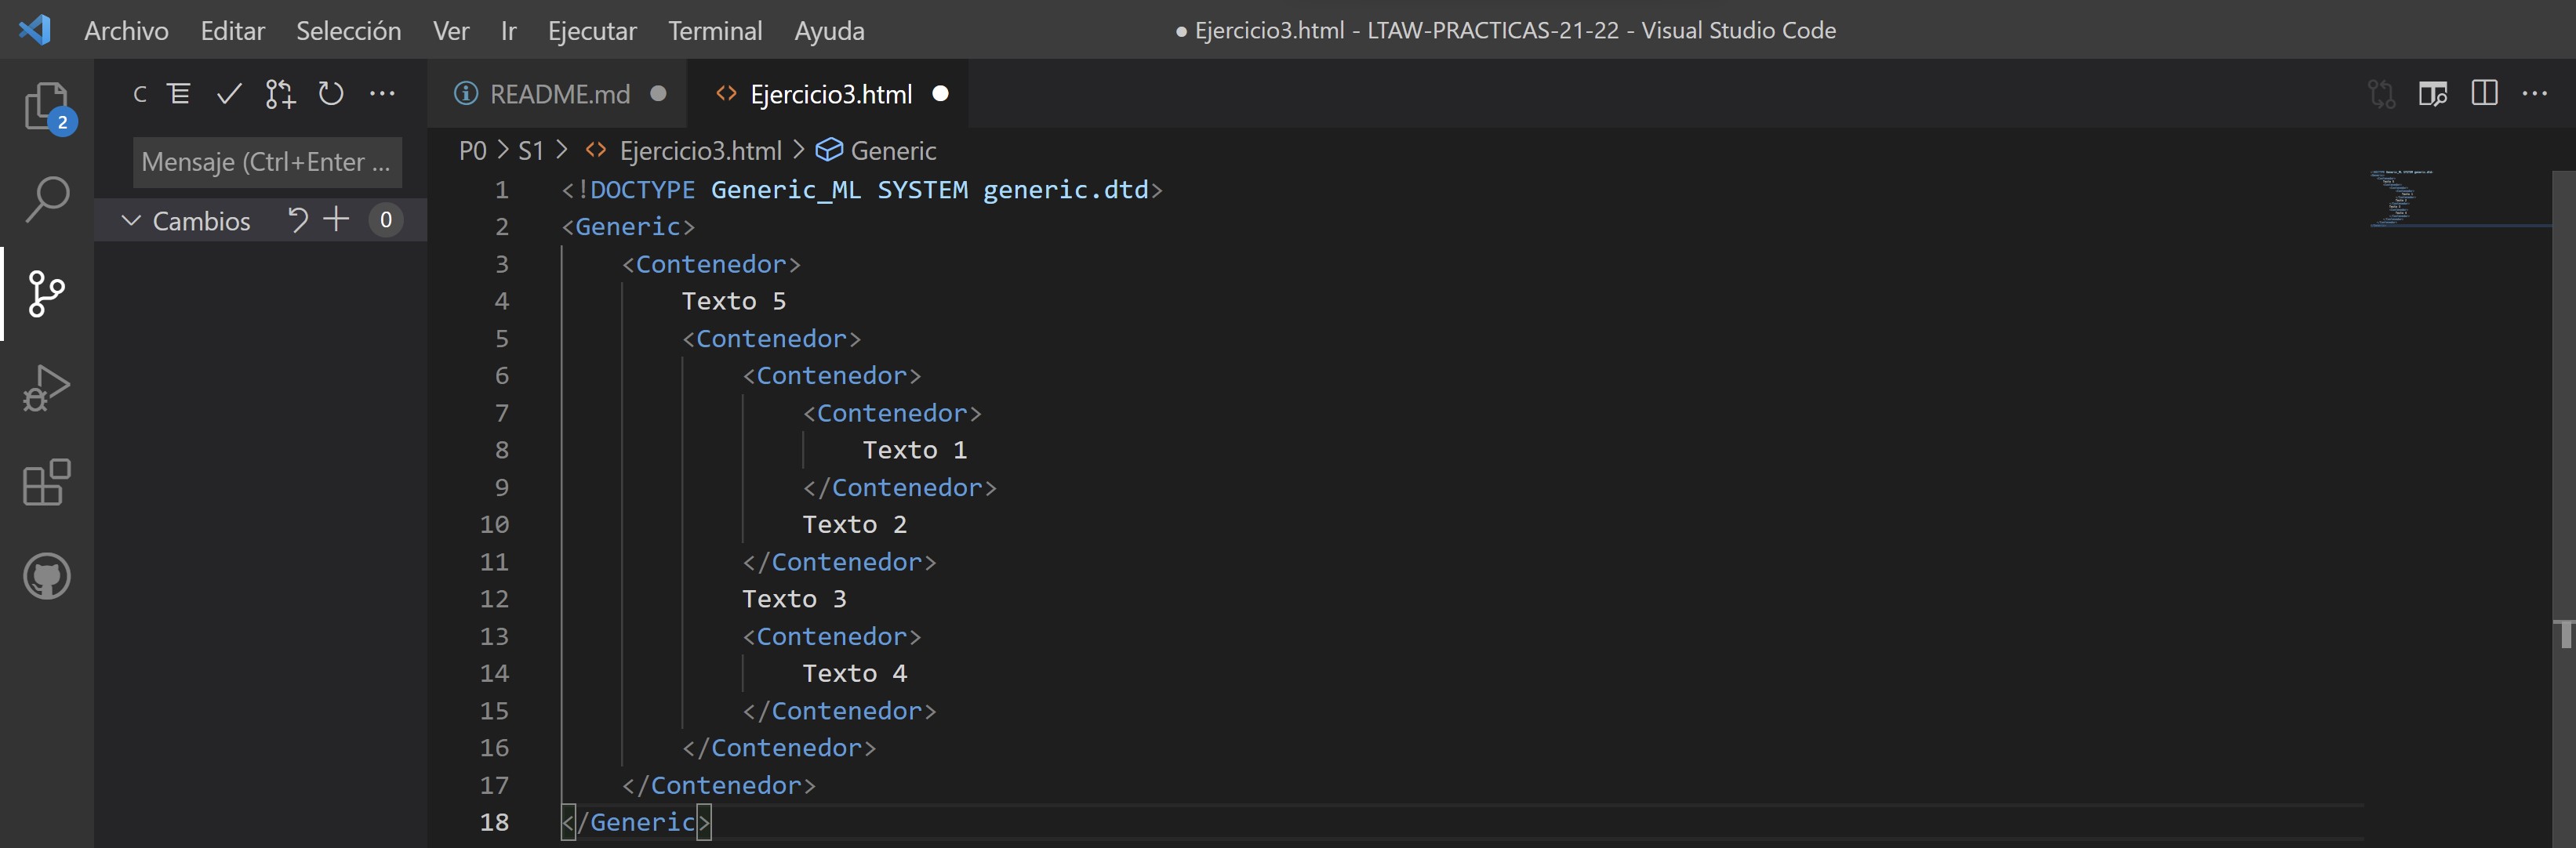 Archivo Editar Selección Ver Ir Ejecutar Terminal Ayuda
● Ejercicio3.html - LTAW-PRACTICAS-21-22 - Visual Studio Code
2
C
Mensaje (Ctrl+Enter ...
Cambios 0
README.md
Ejercicio3.html
P0 > S1 > Ejercicio3.html > Generic
1 <!DOCTYPE Generic_ML SYSTEM generic.dtd>
2 <Generic>
3 <Contenedor>
4 Texto 5
5 <Contenedor>
6 <Contenedor>
7 <Contenedor>
8 Texto 1
9 </Contenedor>
10 Texto 2
11 </Contenedor>
12 Texto 3
13 <Contenedor>
14 Texto 4
15 </Contenedor>
16 </Contenedor>
17 </Contenedor>
18 </Generic>